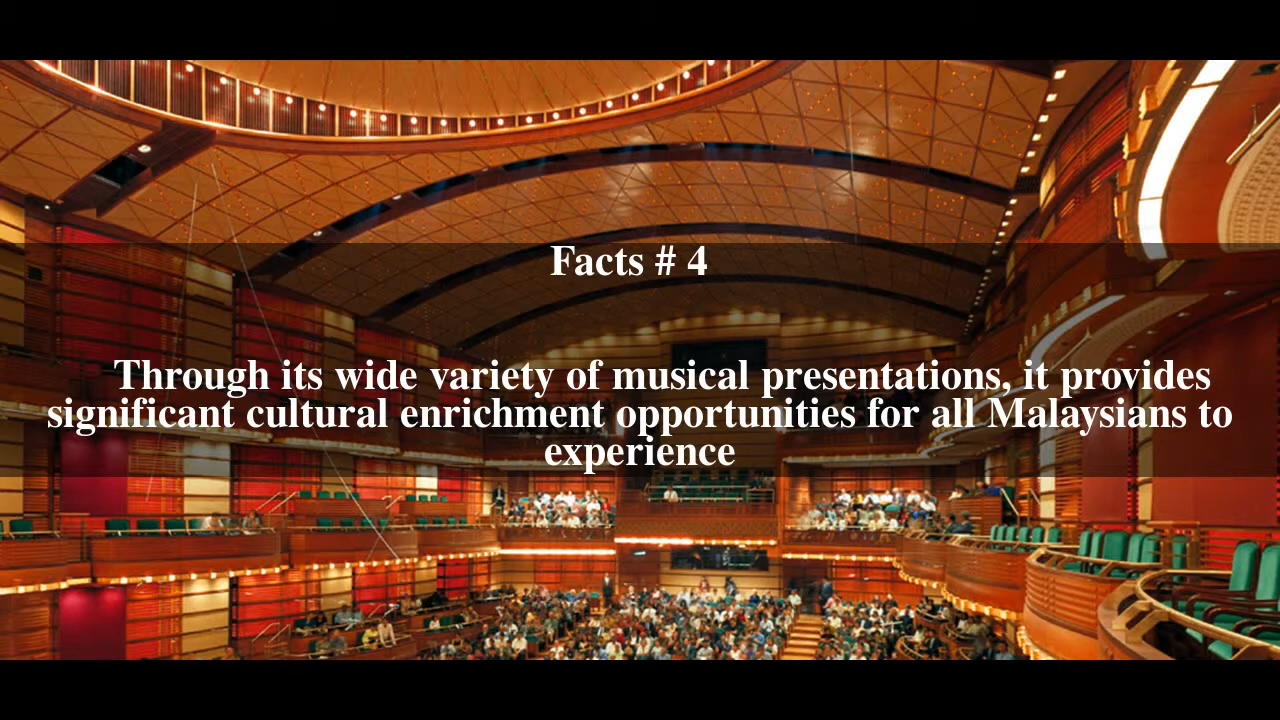 Facts # 4
Through its wide variety of musical presentations, it provides
significant cultural enrichment opportunities for all Malaysians to
experience